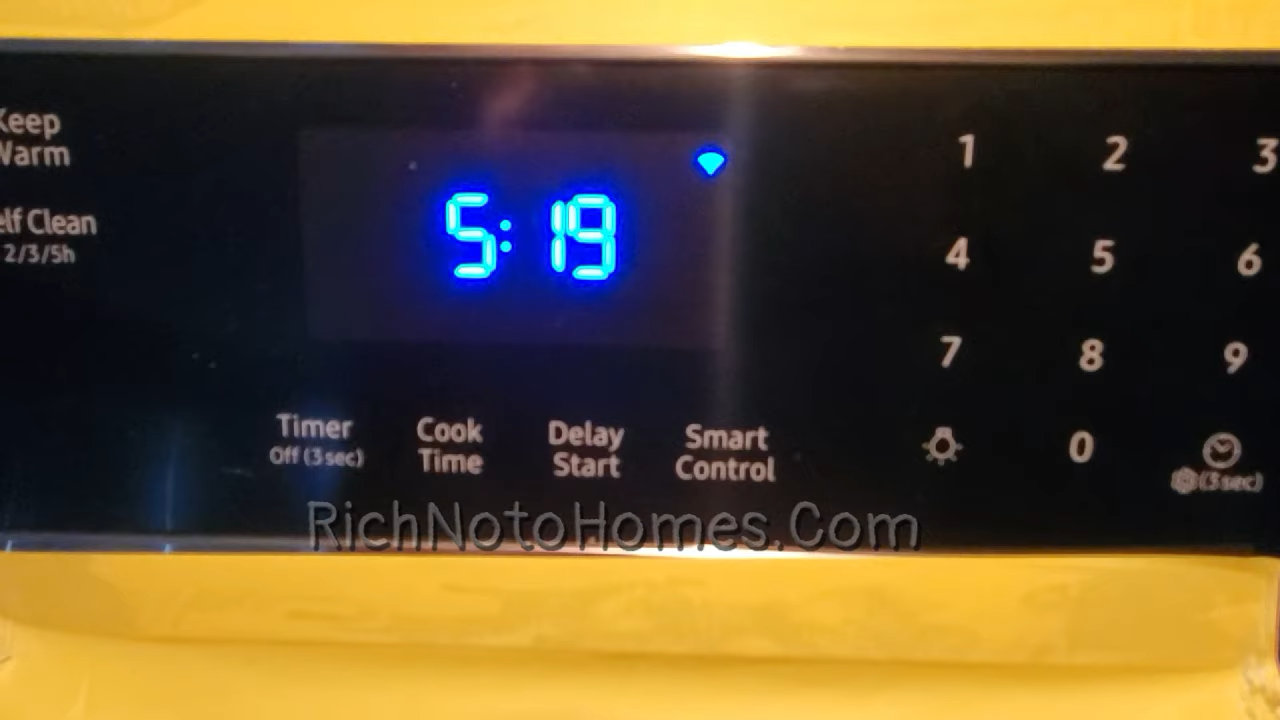 Keep
Warm
5:19
1 2 3
4 5 6
7 8 9
0
Self Clean
2/3/5h
Timer
Off (3 sec)
Cook
Time
Delay
Start
Smart
Control
(3 sec)
RichNotoHomes.Com